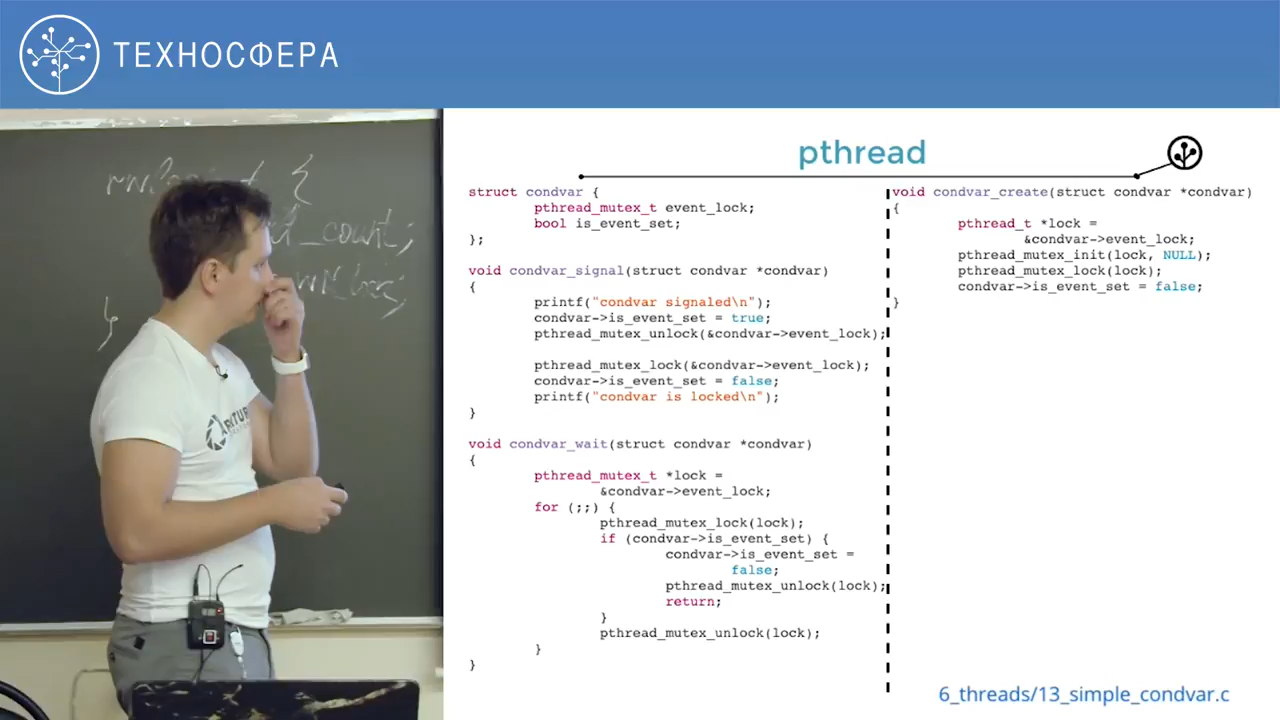 ТЕХНОСФЕРА
{
_count;
}
pthread
struct condvar {
pthread_mutex_t event_lock;
bool is_event_set;
};
void condvar_signal(struct condvar *condvar)
{
printf("condvar signaled\n");
condvar->is_event_set = true;
pthread_mutex_unlock(&condvar->event_lock);
pthread_mutex_lock(&condvar->event_lock);
condvar->is_event_set = false;
printf("condvar is locked\n");
}
void condvar_wait(struct condvar *condvar)
{
pthread_mutex_t *lock =
&condvar->event_lock;
for (;;) {
pthread_mutex_lock(lock);
if (condvar->is_event_set) {
condvar->is_event_set =
false;
pthread_mutex_unlock(lock);
return;
}
pthread_mutex_unlock(lock);
}
}
void condvar_create(struct condvar *condvar)
{
pthread_t *lock =
&condvar->event_lock;
pthread_mutex_init(lock, NULL);
pthread_mutex_lock(lock);
condvar->is_event_set = false;
}
6_threads/13_simple_condvar.c